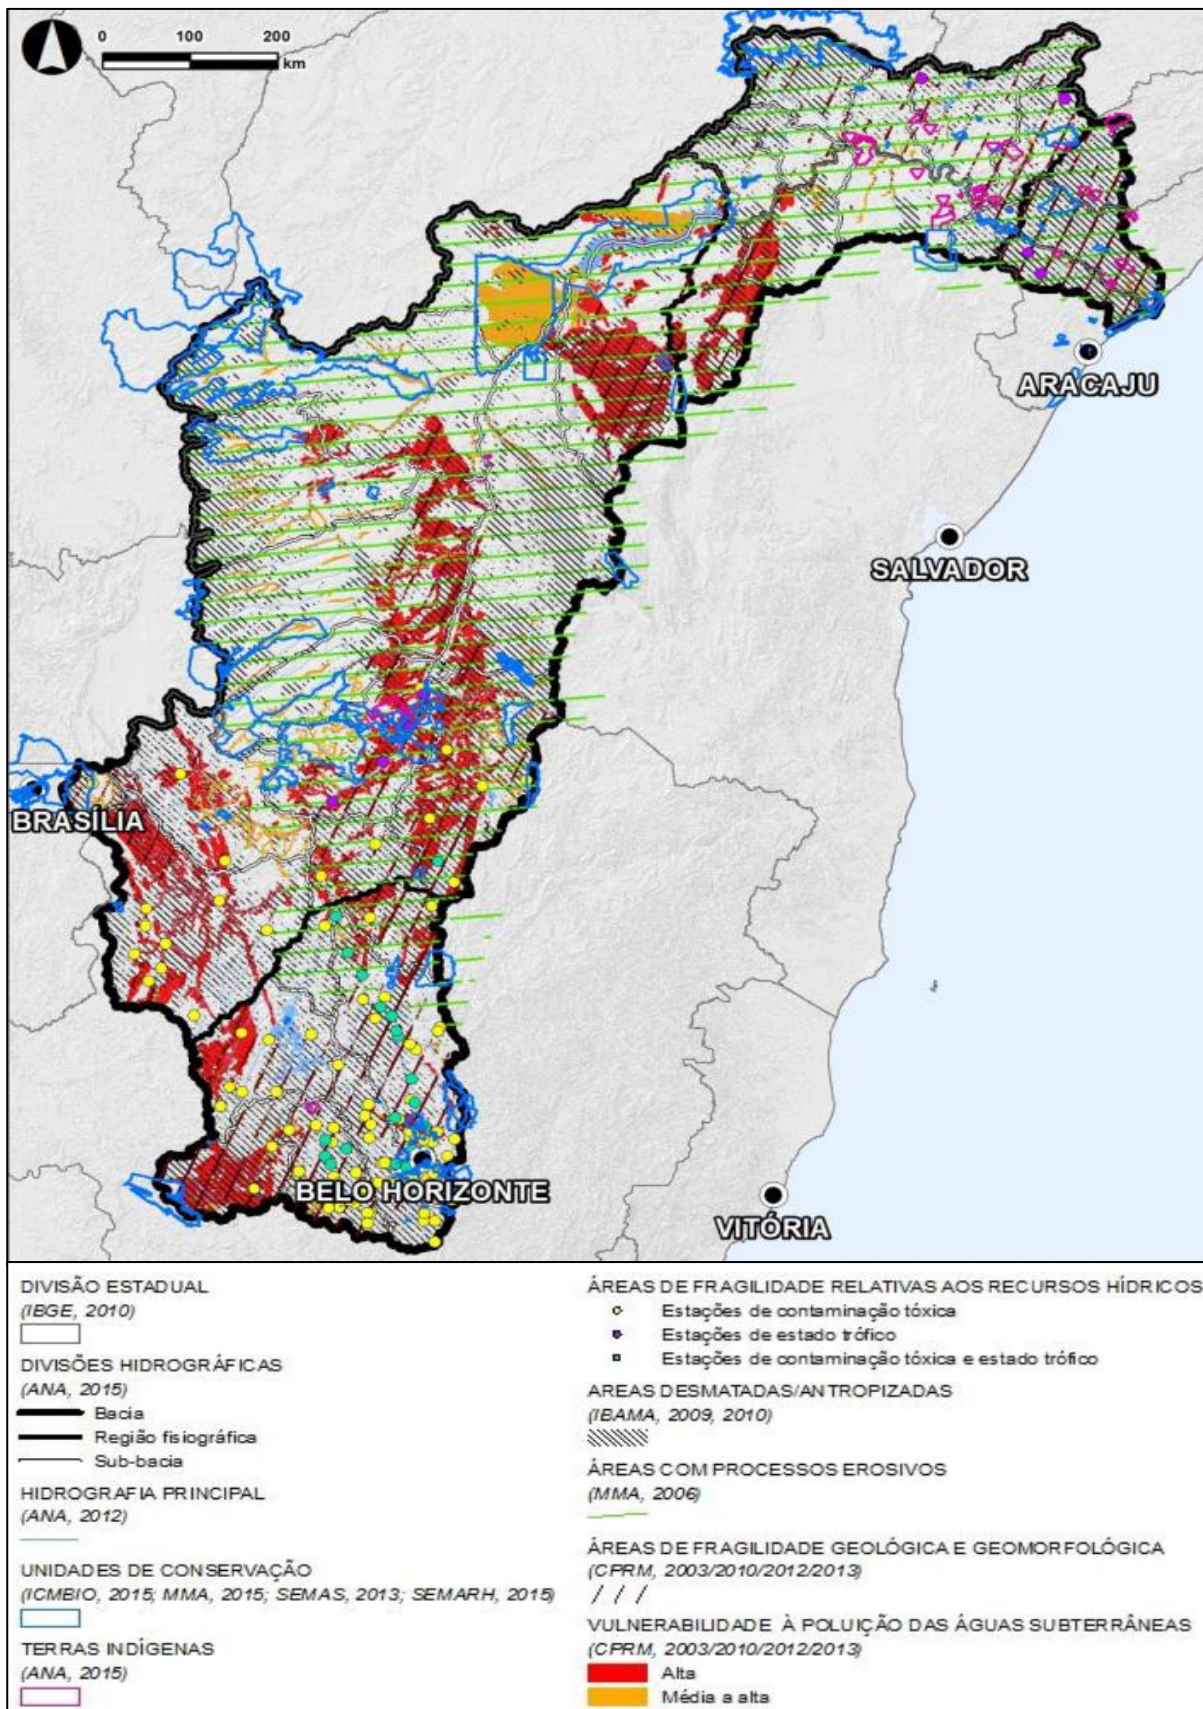 0 100 200
km
ARACAJU
SALVADOR
BRASÍLIA
BELO HORIZONTE
VITÓRIA
DIVISÃO ESTADUAL
(IBGE, 2010)
DIVISÕES HIDROGRÁFICAS
(ANA, 2015)
Bacia
Região fisiográfica
Sub-bacia
HIDROGRAFIA PRINCIPAL
(ANA, 2012)
UNIDADES DE CONSERVAÇÃO
(ICMBIO, 2015; MMA, 2015; SEMAS, 2013; SEMARH, 2015)
TERRAS INDÍGENAS
(ANA, 2015)
ÁREAS DE FRAGILIDADE RELATIVAS AOS RECURSOS HÍDRICOS
Estações de contaminação tóxica
Estações de estado trófico
Estações de contaminação tóxica e estado trófico
AREAS DESMATADAS/ANTROPIZADAS
(IBAMA, 2009, 2010)
ÁREAS COM PROCESSOS EROSIVOS
(MMA, 2006)
ÁREAS DE FRAGILIDADE GEOLÓGICA E GEOMORFOLÓGICA
(CPRM, 2003/2010/2012/2013)
VULNERABILIDADE À POLUIÇÃO DAS ÁGUAS SUBTERRÂNEAS
(CPRM, 2003/2010/2012/2013)
Alta
Média a alta